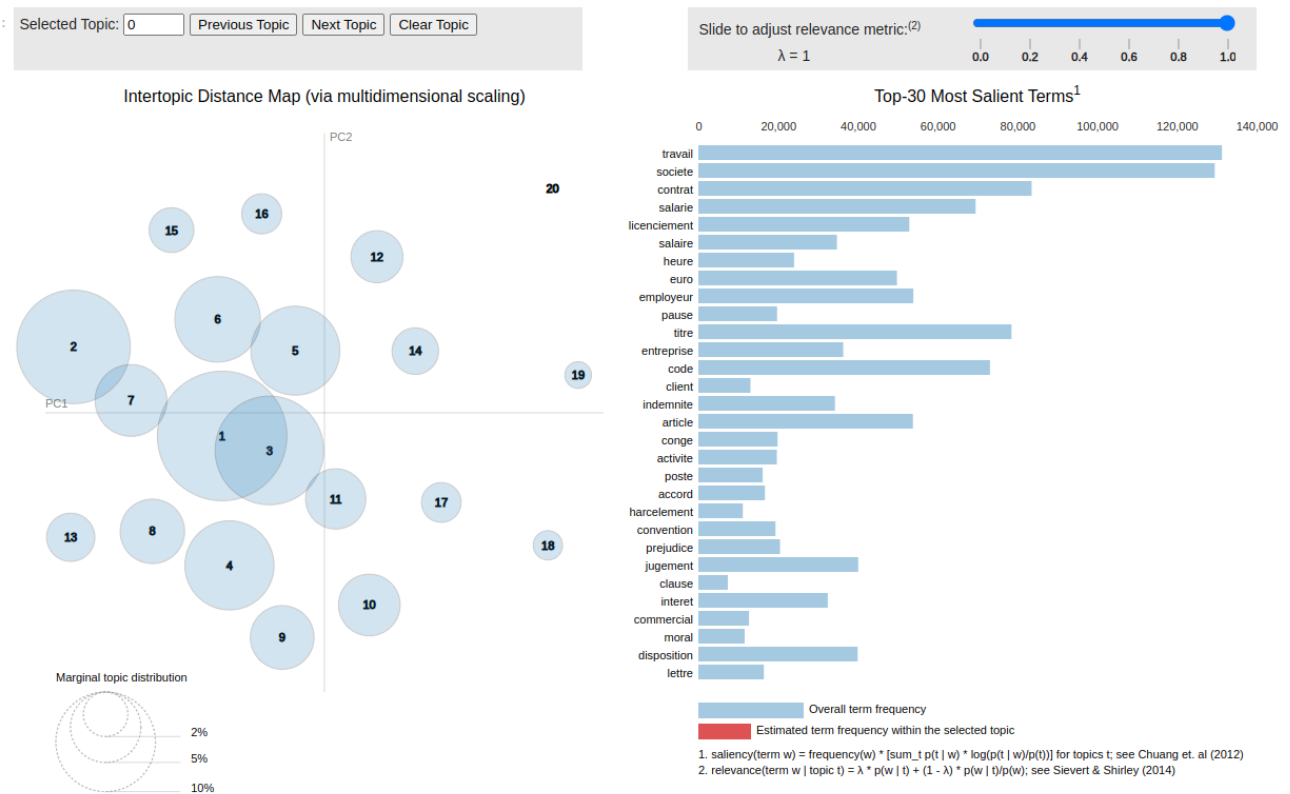 : Selected Topic: 0 Previous Topic Next Topic Clear Topic
Slide to adjust relevance metric:(2)
λ = 1
0.0 0.2 0.4 0.6 0.8 1.0
Intertopic Distance Map (via multidimensional scaling)
PC2
PC1
20
16
15
12
6
2
5
14
19
7
1
3
11
17
13
8
18
4
10
9
Marginal topic distribution
2%
5%
10%
Top-30 Most Salient Terms1
0 20,000 40,000 60,000 80,000 100,000 120,000 140,000
travail
societe
contrat
salarie
licenciement
salaire
heure
euro
employeur
pause
titre
entreprise
code
client
indemnite
article
conge
activite
poste
accord
harcelement
convention
prejudice
jugement
clause
interet
commercial
moral
disposition
lettre
Overall term frequency
Estimated term frequency within the selected topic
1. saliency(term w) = frequency(w) * [sum_t p(t | w) * log(p(t | w)/p(t))] for topics t; see Chuang et. al (2012)
2. relevance(term w | topic t) = λ * p(w | t) + (1 - λ) * p(w | t)/p(w); see Sievert & Shirley (2014)